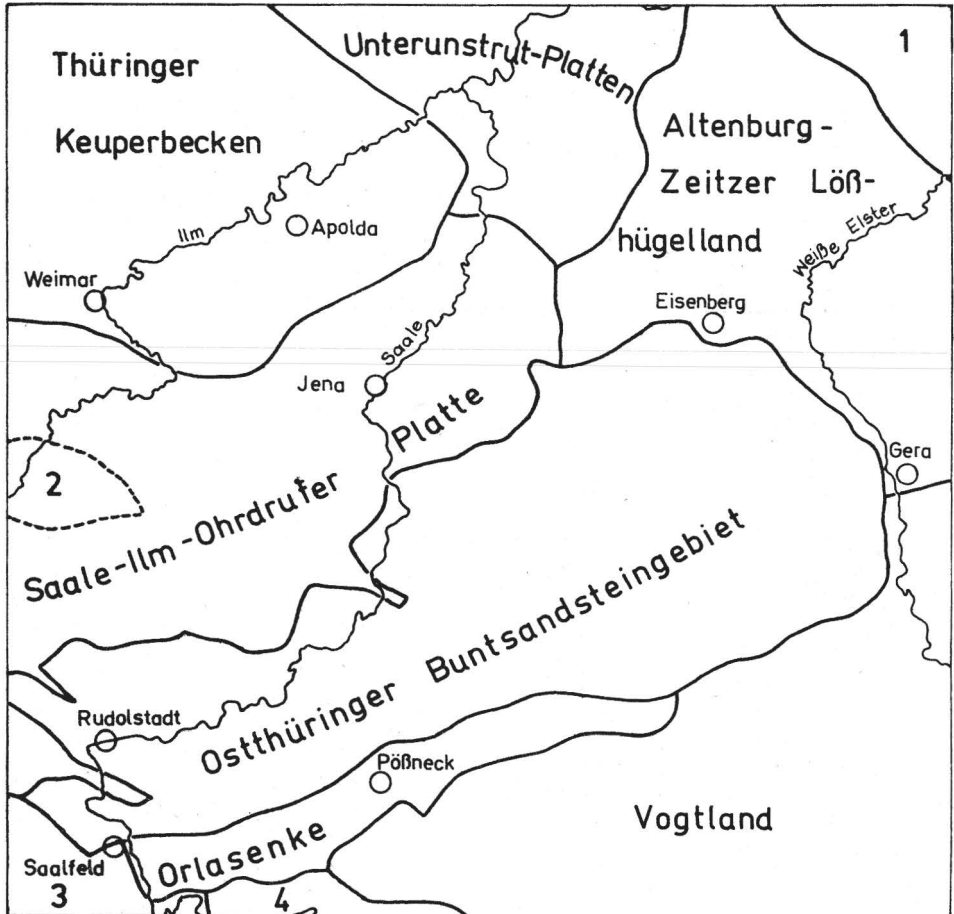 1
Unterunstrut-Platten
Thüringer
Keuperbecken
Altenburg-
Zeitzer Löß-
hügelland
Ilm
Apolda
Weiße Elster
Weimar
Eisenberg
Saale
Jena
Platte
Gera
2
Saale-Ilm-Ohrdrufer
Ostthüringer Buntsandsteingebiet
Rudolstadt
Pößneck
Vogtland
Orlasenke
Saalfeld
3
4